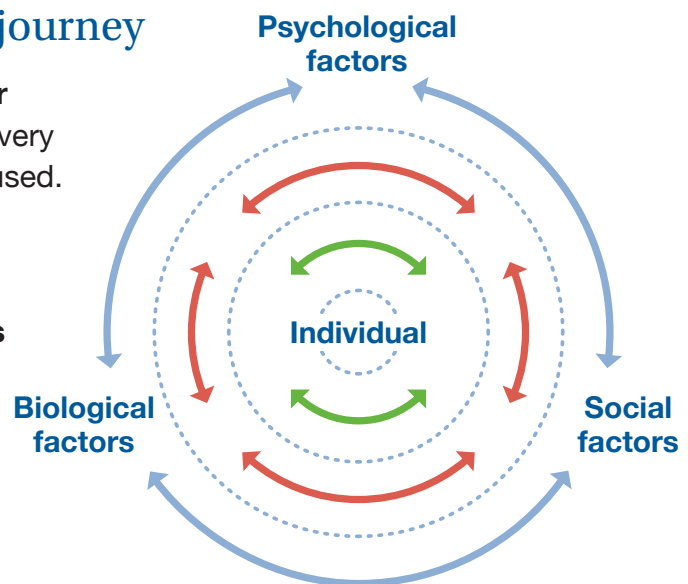 journey
r
very
used.
s
Psychological
factors
Individual
Biological
factors
Social
factors